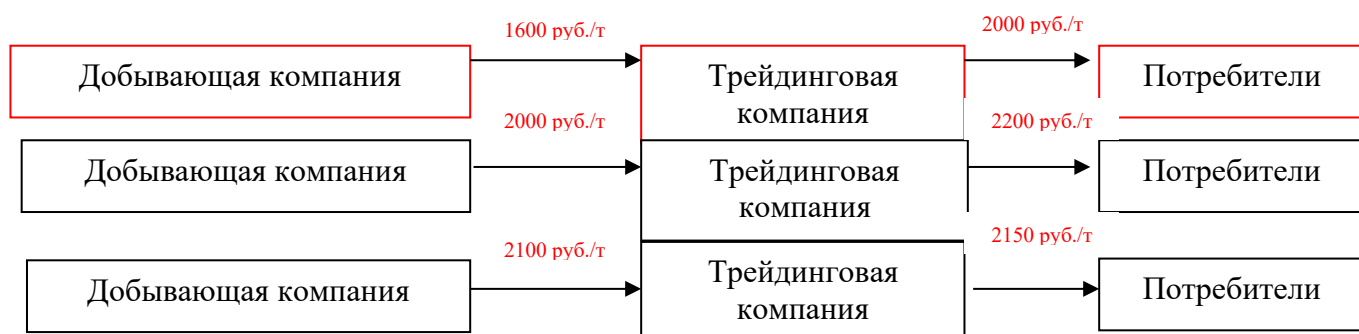 1600 руб./т
2000 руб./т
Добывающая компания
Трейдинговая
компания
Потребители
2000 руб./т
2200 руб./т
Добывающая компания
Трейдинговая
компания
Потребители
2100 руб./т
2150 руб./т
Добывающая компания
Трейдинговая
компания
Потребители